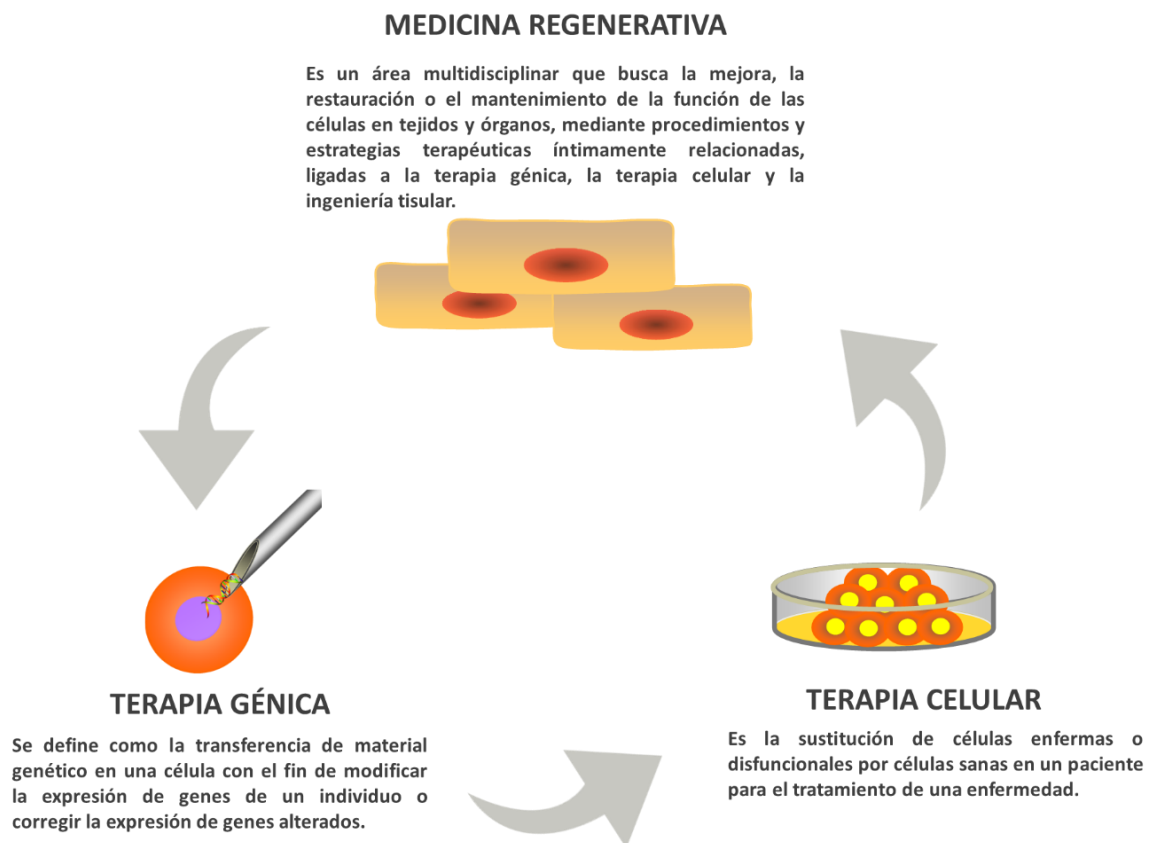 MEDICINA REGENERATIVA
Es un área multidisciplinar que busca la mejora, la
restauración o el mantenimiento de la función de las
células en tejidos y órganos, mediante procedimientos y
estrategias terapéuticas íntimamente relacionadas,
ligadas a la terapia génica, la terapia celular y la
ingeniería tisular.
TERAPIA GÉNICA
Se define como la transferencia de material
genético en una célula con el fin de modificar
la expresión de genes de un individuo o
corregir la expresión de genes alterados.
TERAPIA CELULAR
Es la sustitución de células enfermas o
disfuncionales por células sanas en un paciente
para el tratamiento de una enfermedad.